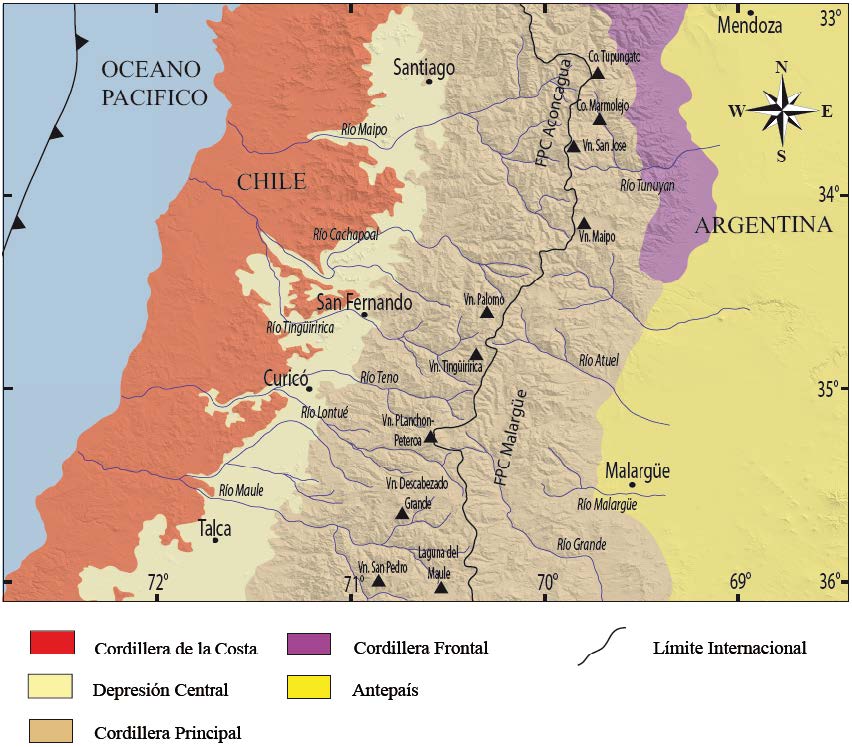 33°
Mendoza
Co. Tupungatc
OCEANO
PACIFICO
Santiago
N
Co. Marmolejo
W
E
FPC Aconcagua
Río Maipo
Vn. San Jose
S
CHILE
Río Tunuyan
34°
ARGENTINA
Vn. Maipo
Río Cachapoal
San Fernando
Vn. Palomo
Río Tingüiririca
Vn. Tingüiririca
Río Atuel
Curicó
Río Teno
35°
Río Lontué
Vn. PLanchon-
Peteroa
FPC Malargüe
Malargüe
Río Maule
Vn. Descabezado
Grande
Río Malargüe
Talca
Río Grande
Laguna del
Maule
Vn. San Pedro
72°
71°
70°
69°
36°
Cordillera de la Costa
Cordillera Frontal
Límite Internacional
Depresión Central
Antepaís
Cordillera Principal